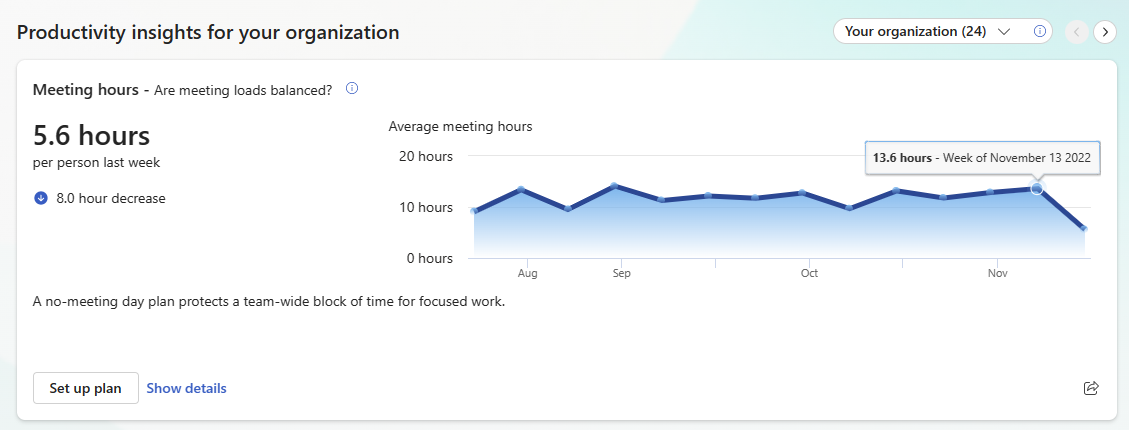 Productivity insights for your organization
Your organization (24)
Meeting hours - Are meeting loads balanced?
5.6 hours
per person last week
8.0 hour decrease
Average meeting hours
20 hours
13.6 hours - Week of November 13 2022
10 hours
0 hours
Aug Sep Oct Nov
A no-meeting day plan protects a team-wide block of time for focused work.
Set up plan Show details